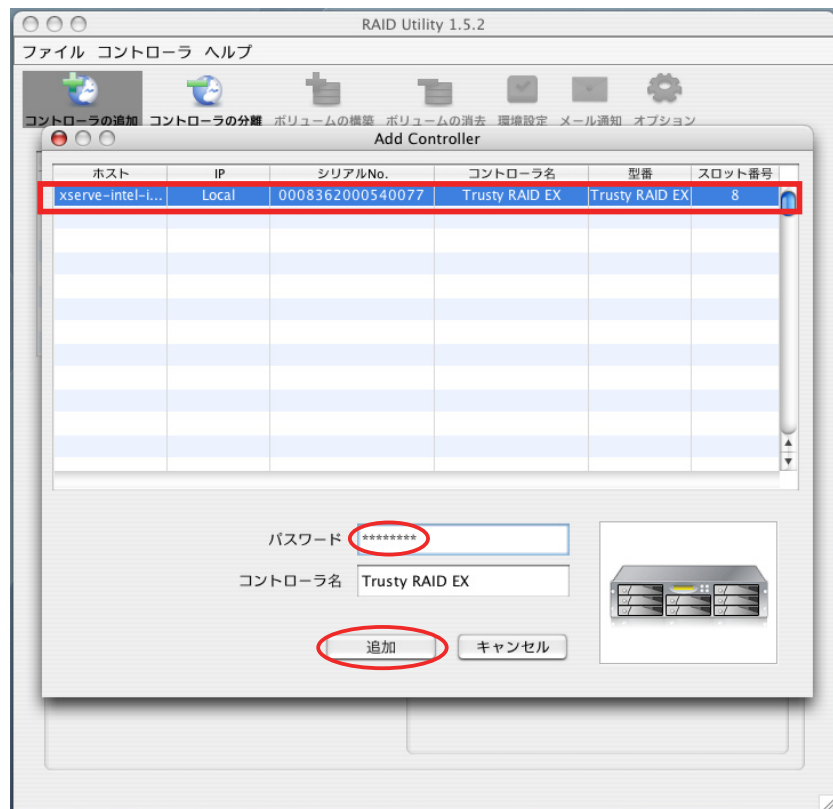 RAID Utility 1.5.2
ファイル コントローラ ヘルプ
コントローラの追加 コントローラの分離 ボリュームの構築 ボリュームの消去 環境設定 メール通知 オプション
Add Controller
ホスト IP シリアルNo. コントローラ名 型番 スロット番号
xserve-intel-i... Local 0008362000540077 Trusty RAID EX Trusty RAID EX 8
パスワード ********
コントローラ名 Trusty RAID EX
追加 キャンセル